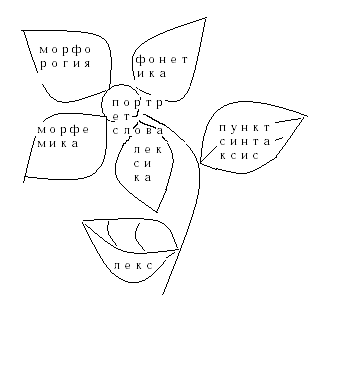 морфо
рогия
фонет
ика
портр
ет
слова
морфе
мика
лек
си
ка
пункт
синта
ксис
лекс